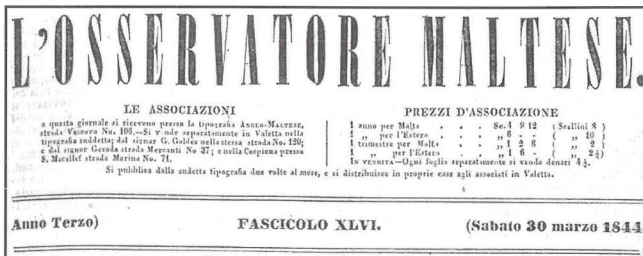 L'OSSERVATORE MALTESE.
LE ASSOCIAZIONI
a questo giornale si ricevono presso la tipografia ANGLO-MALTESE,
strada Vescovo No. 106.—Si v nde separatamente in Valetta nella
tipografia suddetta; dal signar G. Galdez nella stessa strada No. 120;
e dal signor Gerada strada Mercanti No 37; e nella Cospicua presso
S. Micallef strada Marina No. 71.
PREZZI D'ASSOCIAZIONE
1 anno per Malta . . . Sc. 4 9 12 ( Scellini 8 )
1 „ per l'Estero . . . „ 6 - - ( „ 10 )
1 trimestre per Malta . . „ 1 2 8 ( „ 2 )
1 „ per l'Estero . . „ 1 6 - ( „ 2½ )
IN VENDITA—Ogni foglio separatamente si vende denari 4½.
Si pubblica dalla sudetta tipografia due volte al mese, e si distribuisce in proprie case agli associati in Valetta.
Anno Terzo) FASCICOLO XLVI. (Sabato 30 marzo 1844